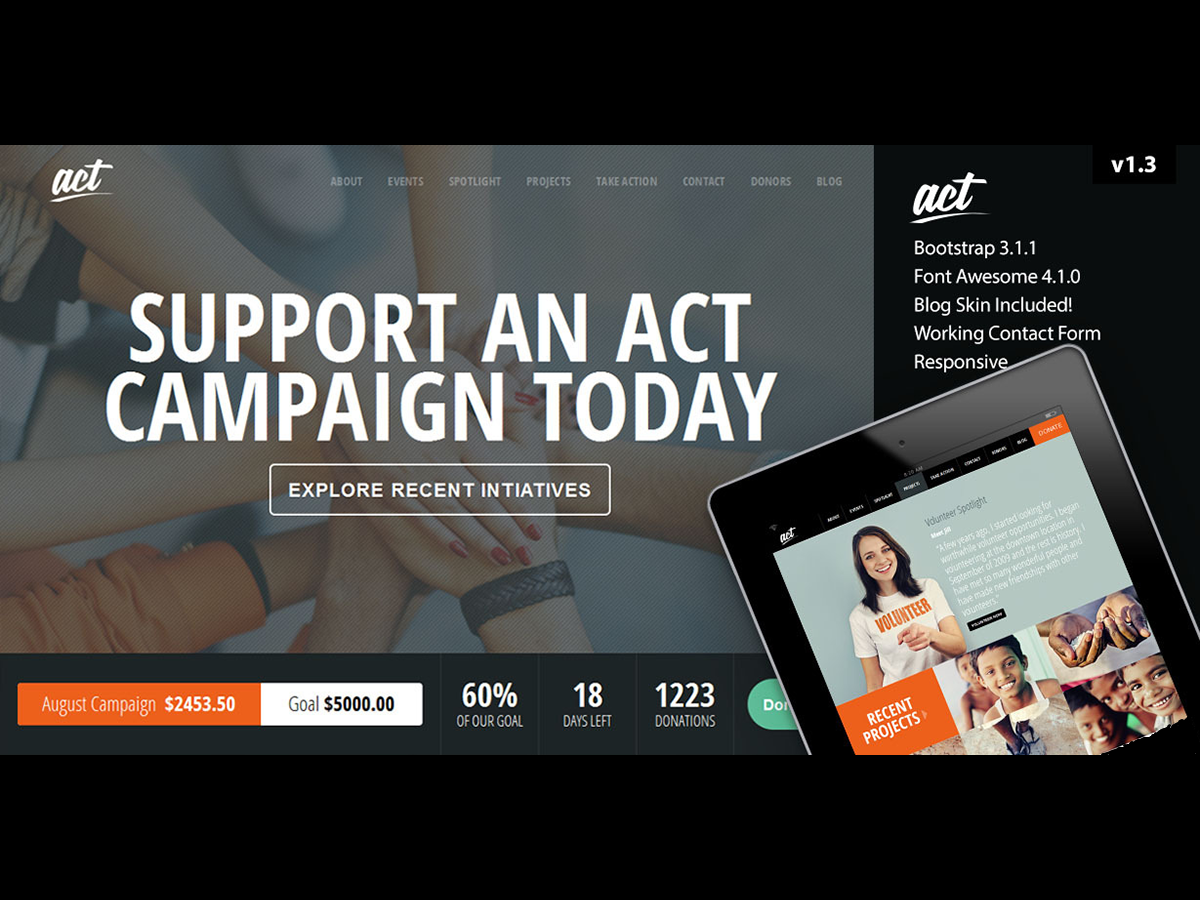 act
ABOUT EVENTS SPOTLIGHT PROJECTS TAKE ACTION CONTACT DONORS BLOG
SUPPORT AN ACT
CAMPAIGN TODAY
EXPLORE RECENT INTIATIVES
August Campaign $2453.50 Goal $5000.00
60%
OF OUR GOAL
18
DAYS LEFT
1223
DONATIONS
v1.3
act
Bootstrap 3.1.1
Font Awesome 4.1.0
Blog Skin Included!
Working Contact Form
Responsive
act
ABOUT EVENTS SPOTLIGHT PROJECTS TAKE ACTION CONTACT DONORS BLOG DONATE
Volunteer Spotlight
Meet Jill
"A few years ago, I started looking for
worthwhile volunteer opportunities. I began
volunteering at the downtown location in
September of 2009 and the rest is history. I
have met so many wonderful people and
have made new friendships with other
volunteers."
VOLUNTEER NOW
VOLUNTEER
RECENT
PROJECTS